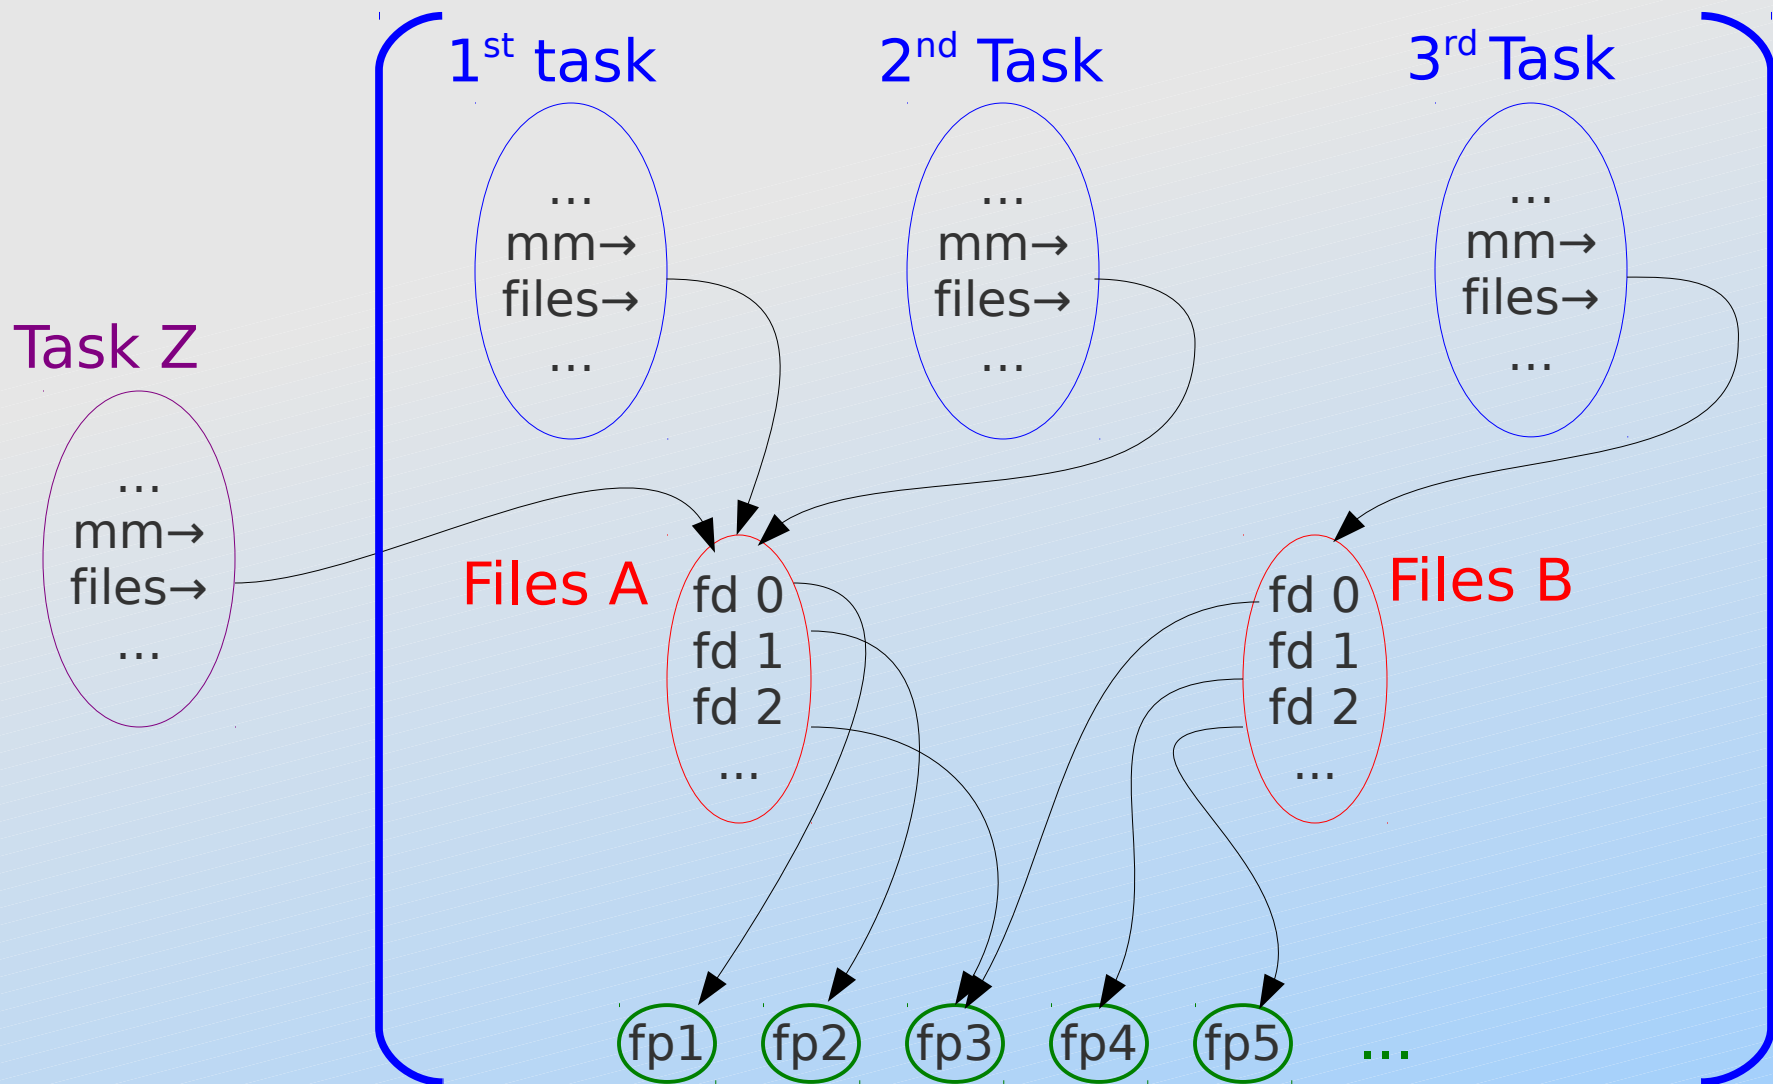 1st task
2nd Task
3rd Task
...
mm→
files→
...
...
mm→
files→
...
...
mm→
files→
...
Task Z
...
mm→
files→
...
Files A
fd 0
fd 1
fd 2
...
Files B
fd 0
fd 1
fd 2
...
fp1
fp2
fp3
fp4
fp5
...